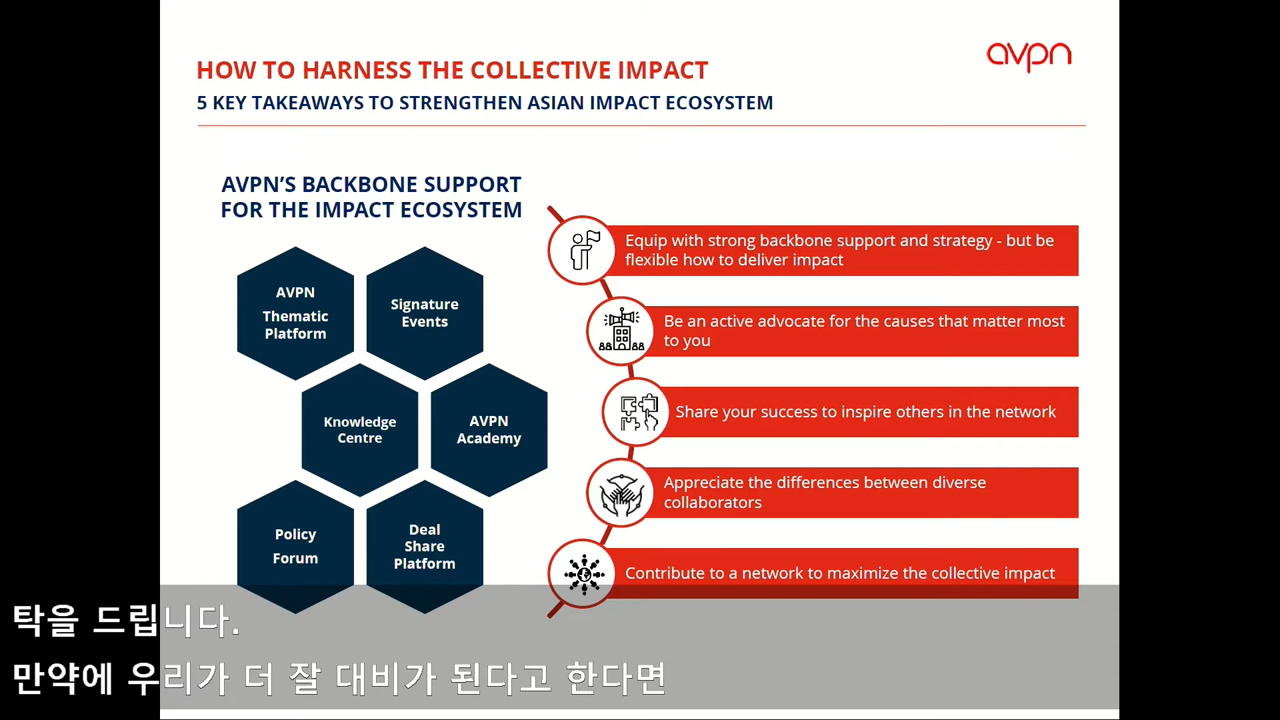 HOW TO HARNESS THE COLLECTIVE IMPACT
avpn
5 KEY TAKEAWAYS TO STRENGTHEN ASIAN IMPACT ECOSYSTEM
AVPN'S BACKBONE SUPPORT
FOR THE IMPACT ECOSYSTEM
AVPN
Thematic
Platform
Signature
Events
Knowledge
Centre
AVPN
Academy
Policy
Forum
Deal
Share
Platform
Equip with strong backbone support and strategy - but be
flexible how to deliver impact
Be an active advocate for the causes that matter most
to you
Share your success to inspire others in the network
Appreciate the differences between diverse
collaborators
Contribute to a network to maximize the collective impact
탁을 드립니다.
만약에 우리가 더 잘 대비가 된다고 한다면